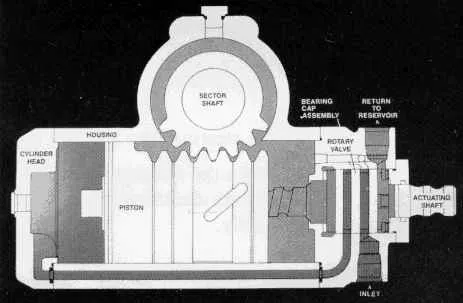 SECTOR
SHAFT
BEARING
CAP
ASSEMBLY
RETURN
TO
RESERVOIR
HOUSING
CYLINDER
HEAD
ROTARY
VALVE
PISTON
ACTUATING
SHAFT
INLET